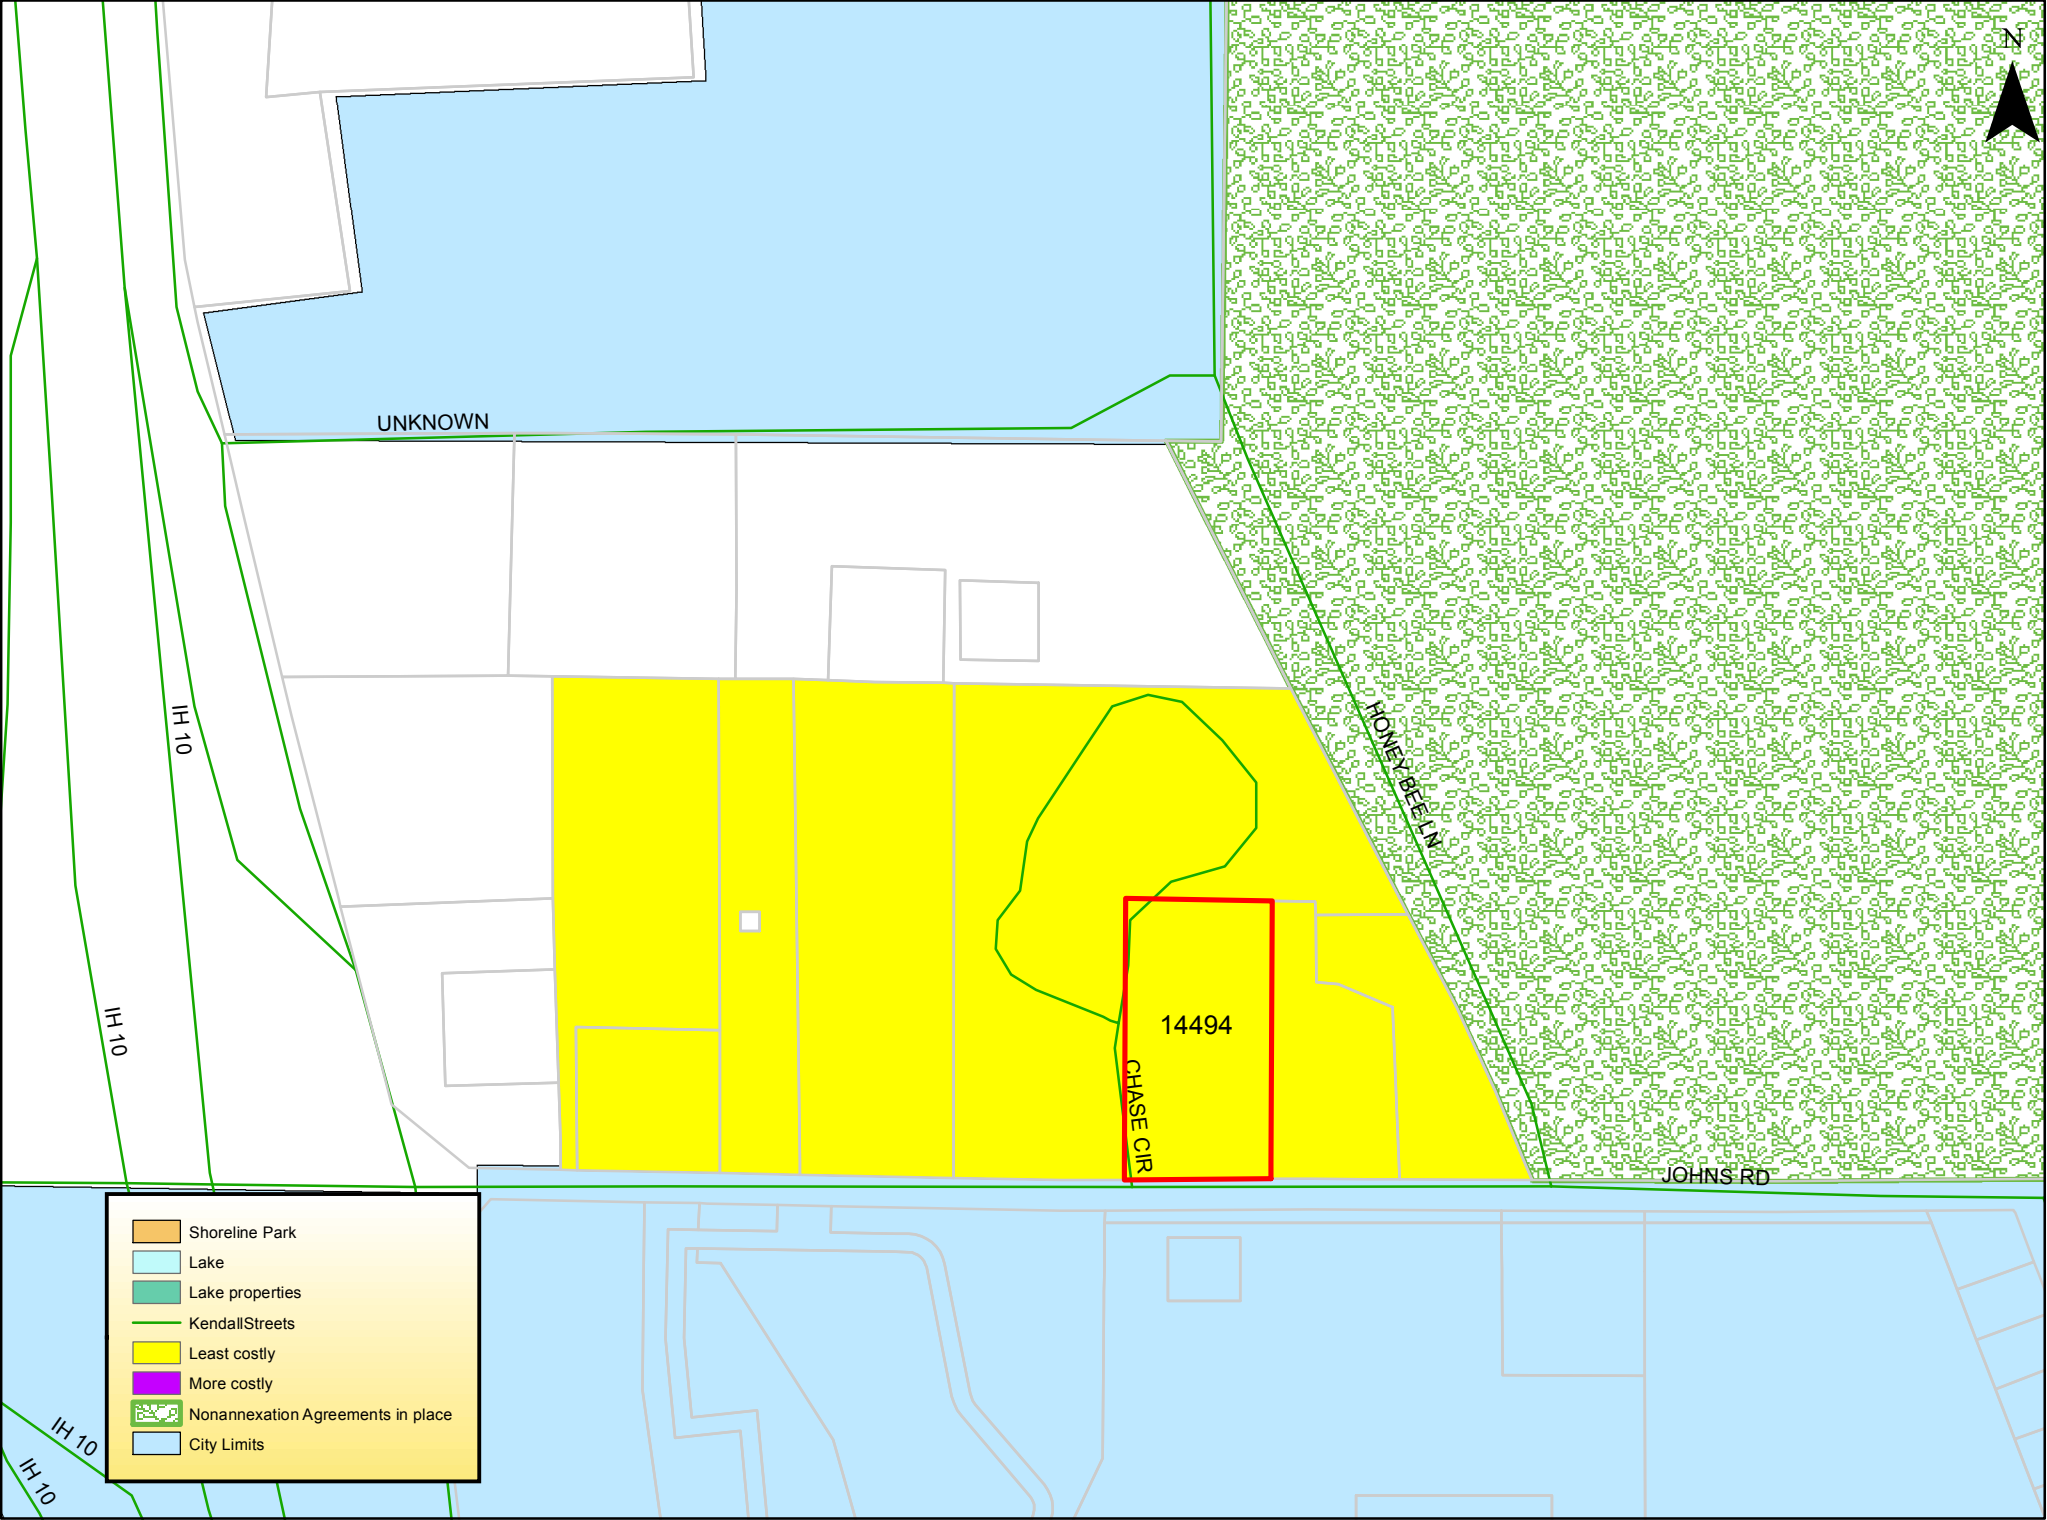 N
UNKNOWN
IH 10
HONEY BEE LN
IH 10
14494
CHASE CIR
JOHNS RD
Shoreline Park
Lake
Lake properties
KendallStreets
Least costly
More costly
Nonannexation Agreements in place
City Limits
IH 10
IH 10